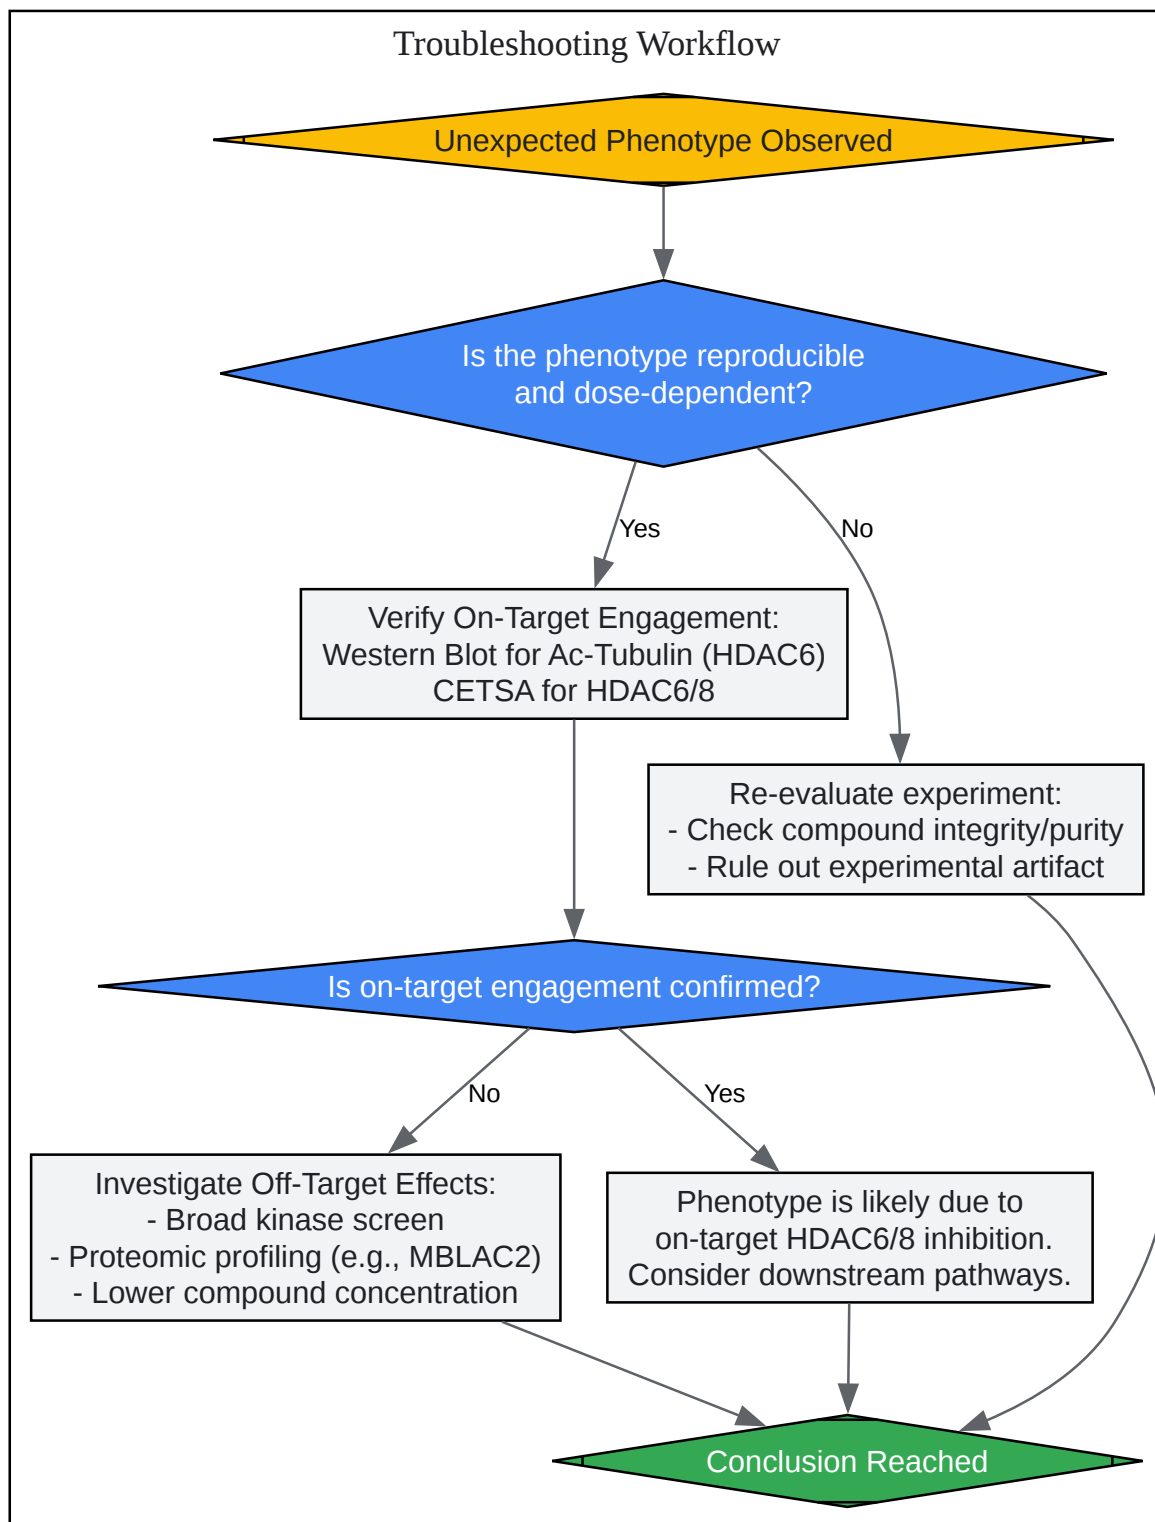 Troubleshooting Workflow
Unexpected Phenotype Observed
Is the phenotype reproducible
and dose-dependent?
Yes
No
Verify On-Target Engagement:
Western Blot for Ac-Tubulin (HDAC6)
CETSA for HDAC6/8
Re-evaluate experiment:
- Check compound integrity/purity
- Rule out experimental artifact
Is on-target engagement confirmed?
No
Yes
Investigate Off-Target Effects:
- Broad kinase screen
- Proteomic profiling (e.g., MBLAC2)
- Lower compound concentration
Phenotype is likely due to
on-target HDAC6/8 inhibition.
Consider downstream pathways.
Conclusion Reached